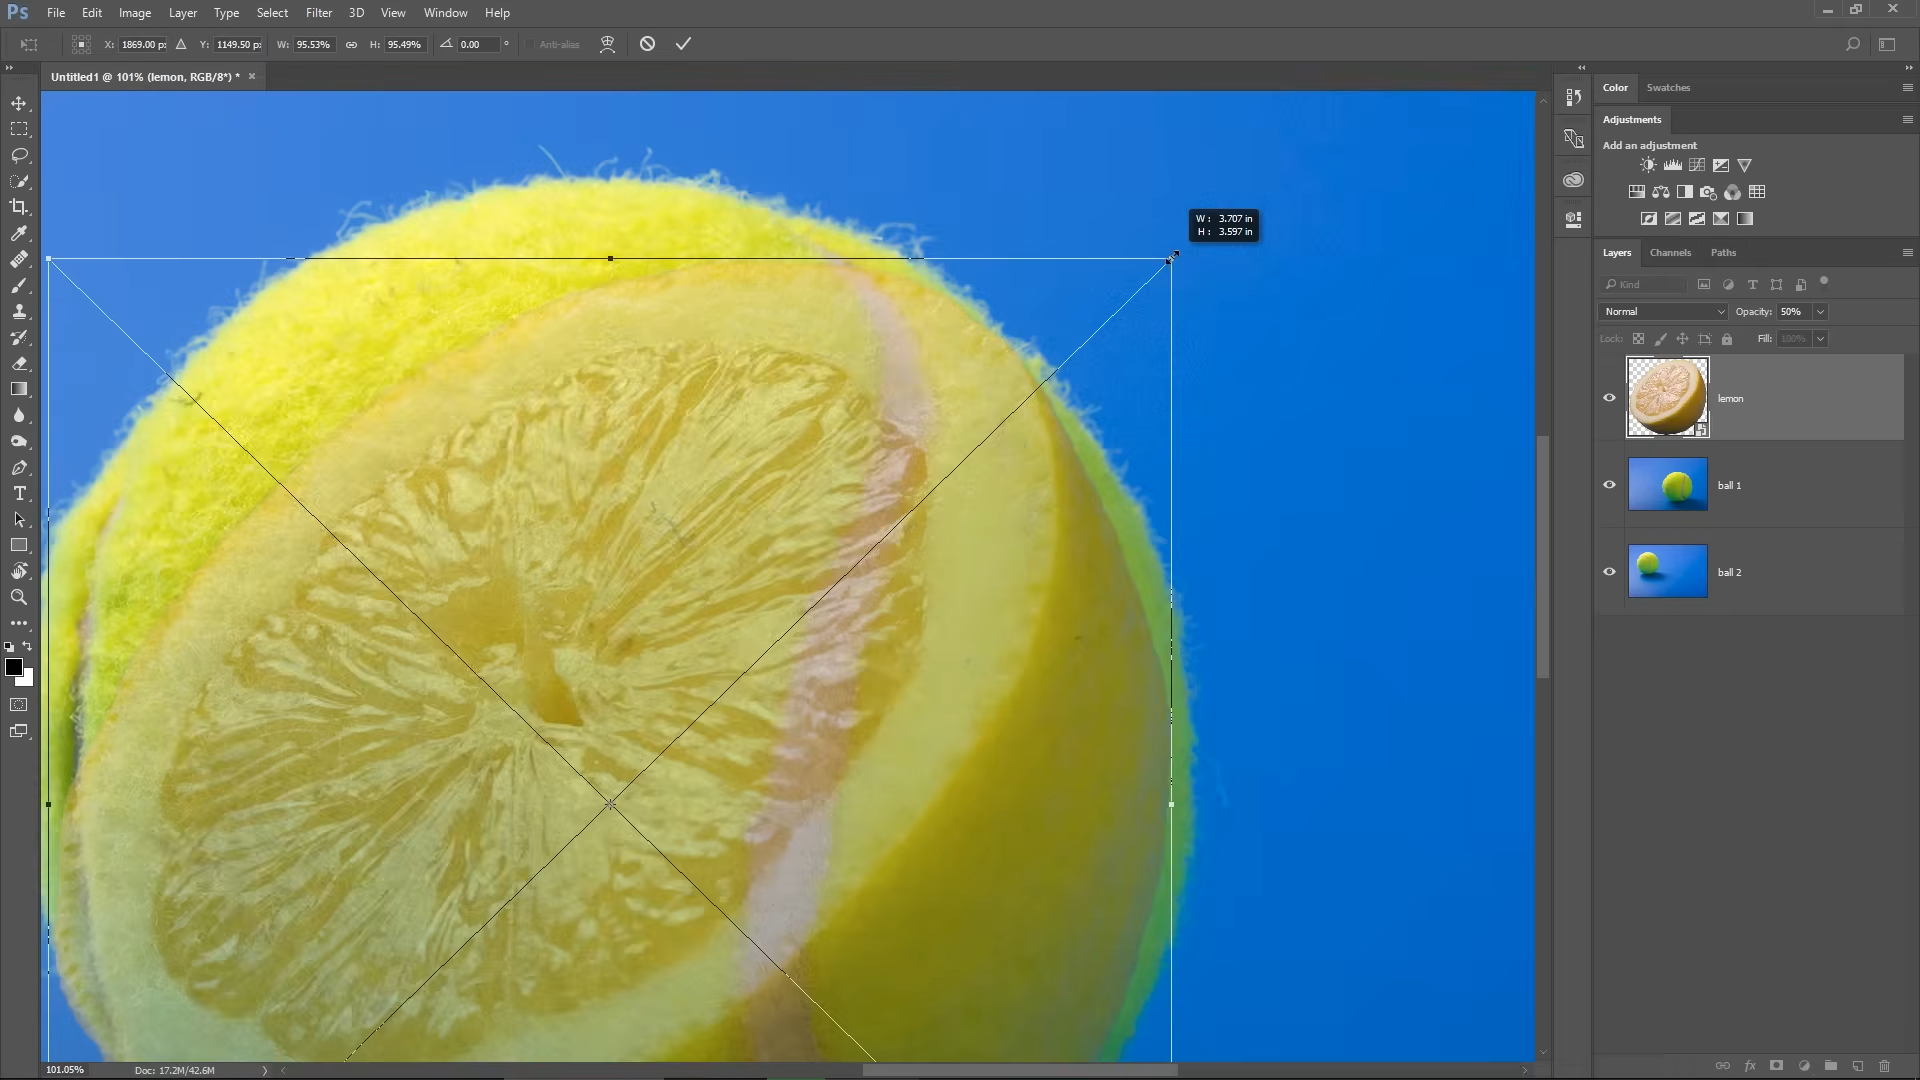 Ps File Edit Image Layer Type Select Filter 3D View Window Help
X: 1869.00 px Y: 1149.50 px W: 95.53% H: 95.49% 0.00 ° Anti-alias
Untitled1 @ 101% (lemon, RGB/8*) * ×
Color Swatches
Adjustments
Add an adjustment
W : 3.707 in
H : 3.597 in
Layers Channels Paths
Kind
Normal Opacity: 50%
Lock: Fill: 100%
lemon
ball 1
ball 2
101.05% Doc: 17.2M/42.6M